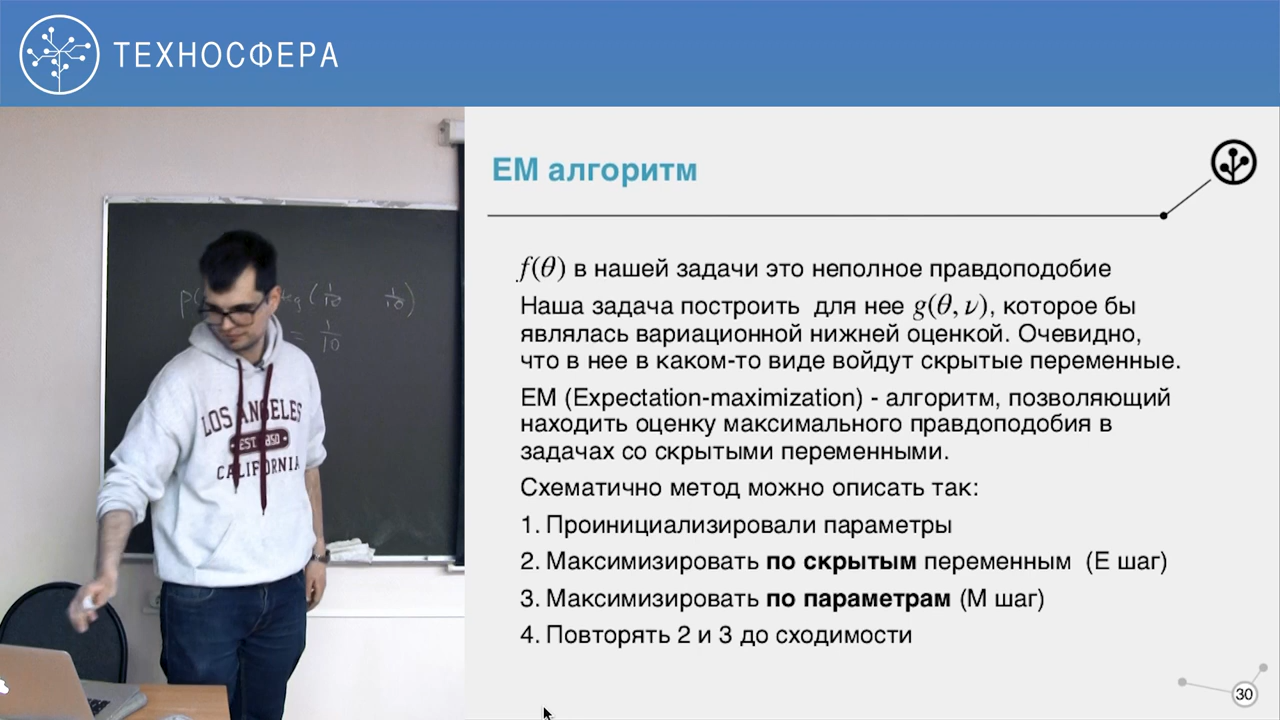 ТЕХНОСФЕРА
ЕМ алгоритм
f(θ) в нашей задачи это неполное правдоподобие
Наша задача построить для нее g(θ, ν), которое бы
являлась вариационной нижней оценкой. Очевидно,
что в нее в каком-то виде войдут скрытые переменные.
EM (Expectation-maximization) - алгоритм, позволяющий
находить оценку максимального правдоподобия в
задачах со скрытыми переменными.
Схематично метод можно описать так:
1. Проинициализировали параметры
2. Максимизировать по скрытым переменным (Е шаг)
3. Максимизировать по параметрам (М шаг)
4. Повторять 2 и 3 до сходимости
30
LOS ANGELES
EST. 1850
CALIFORNIA
= 1/10